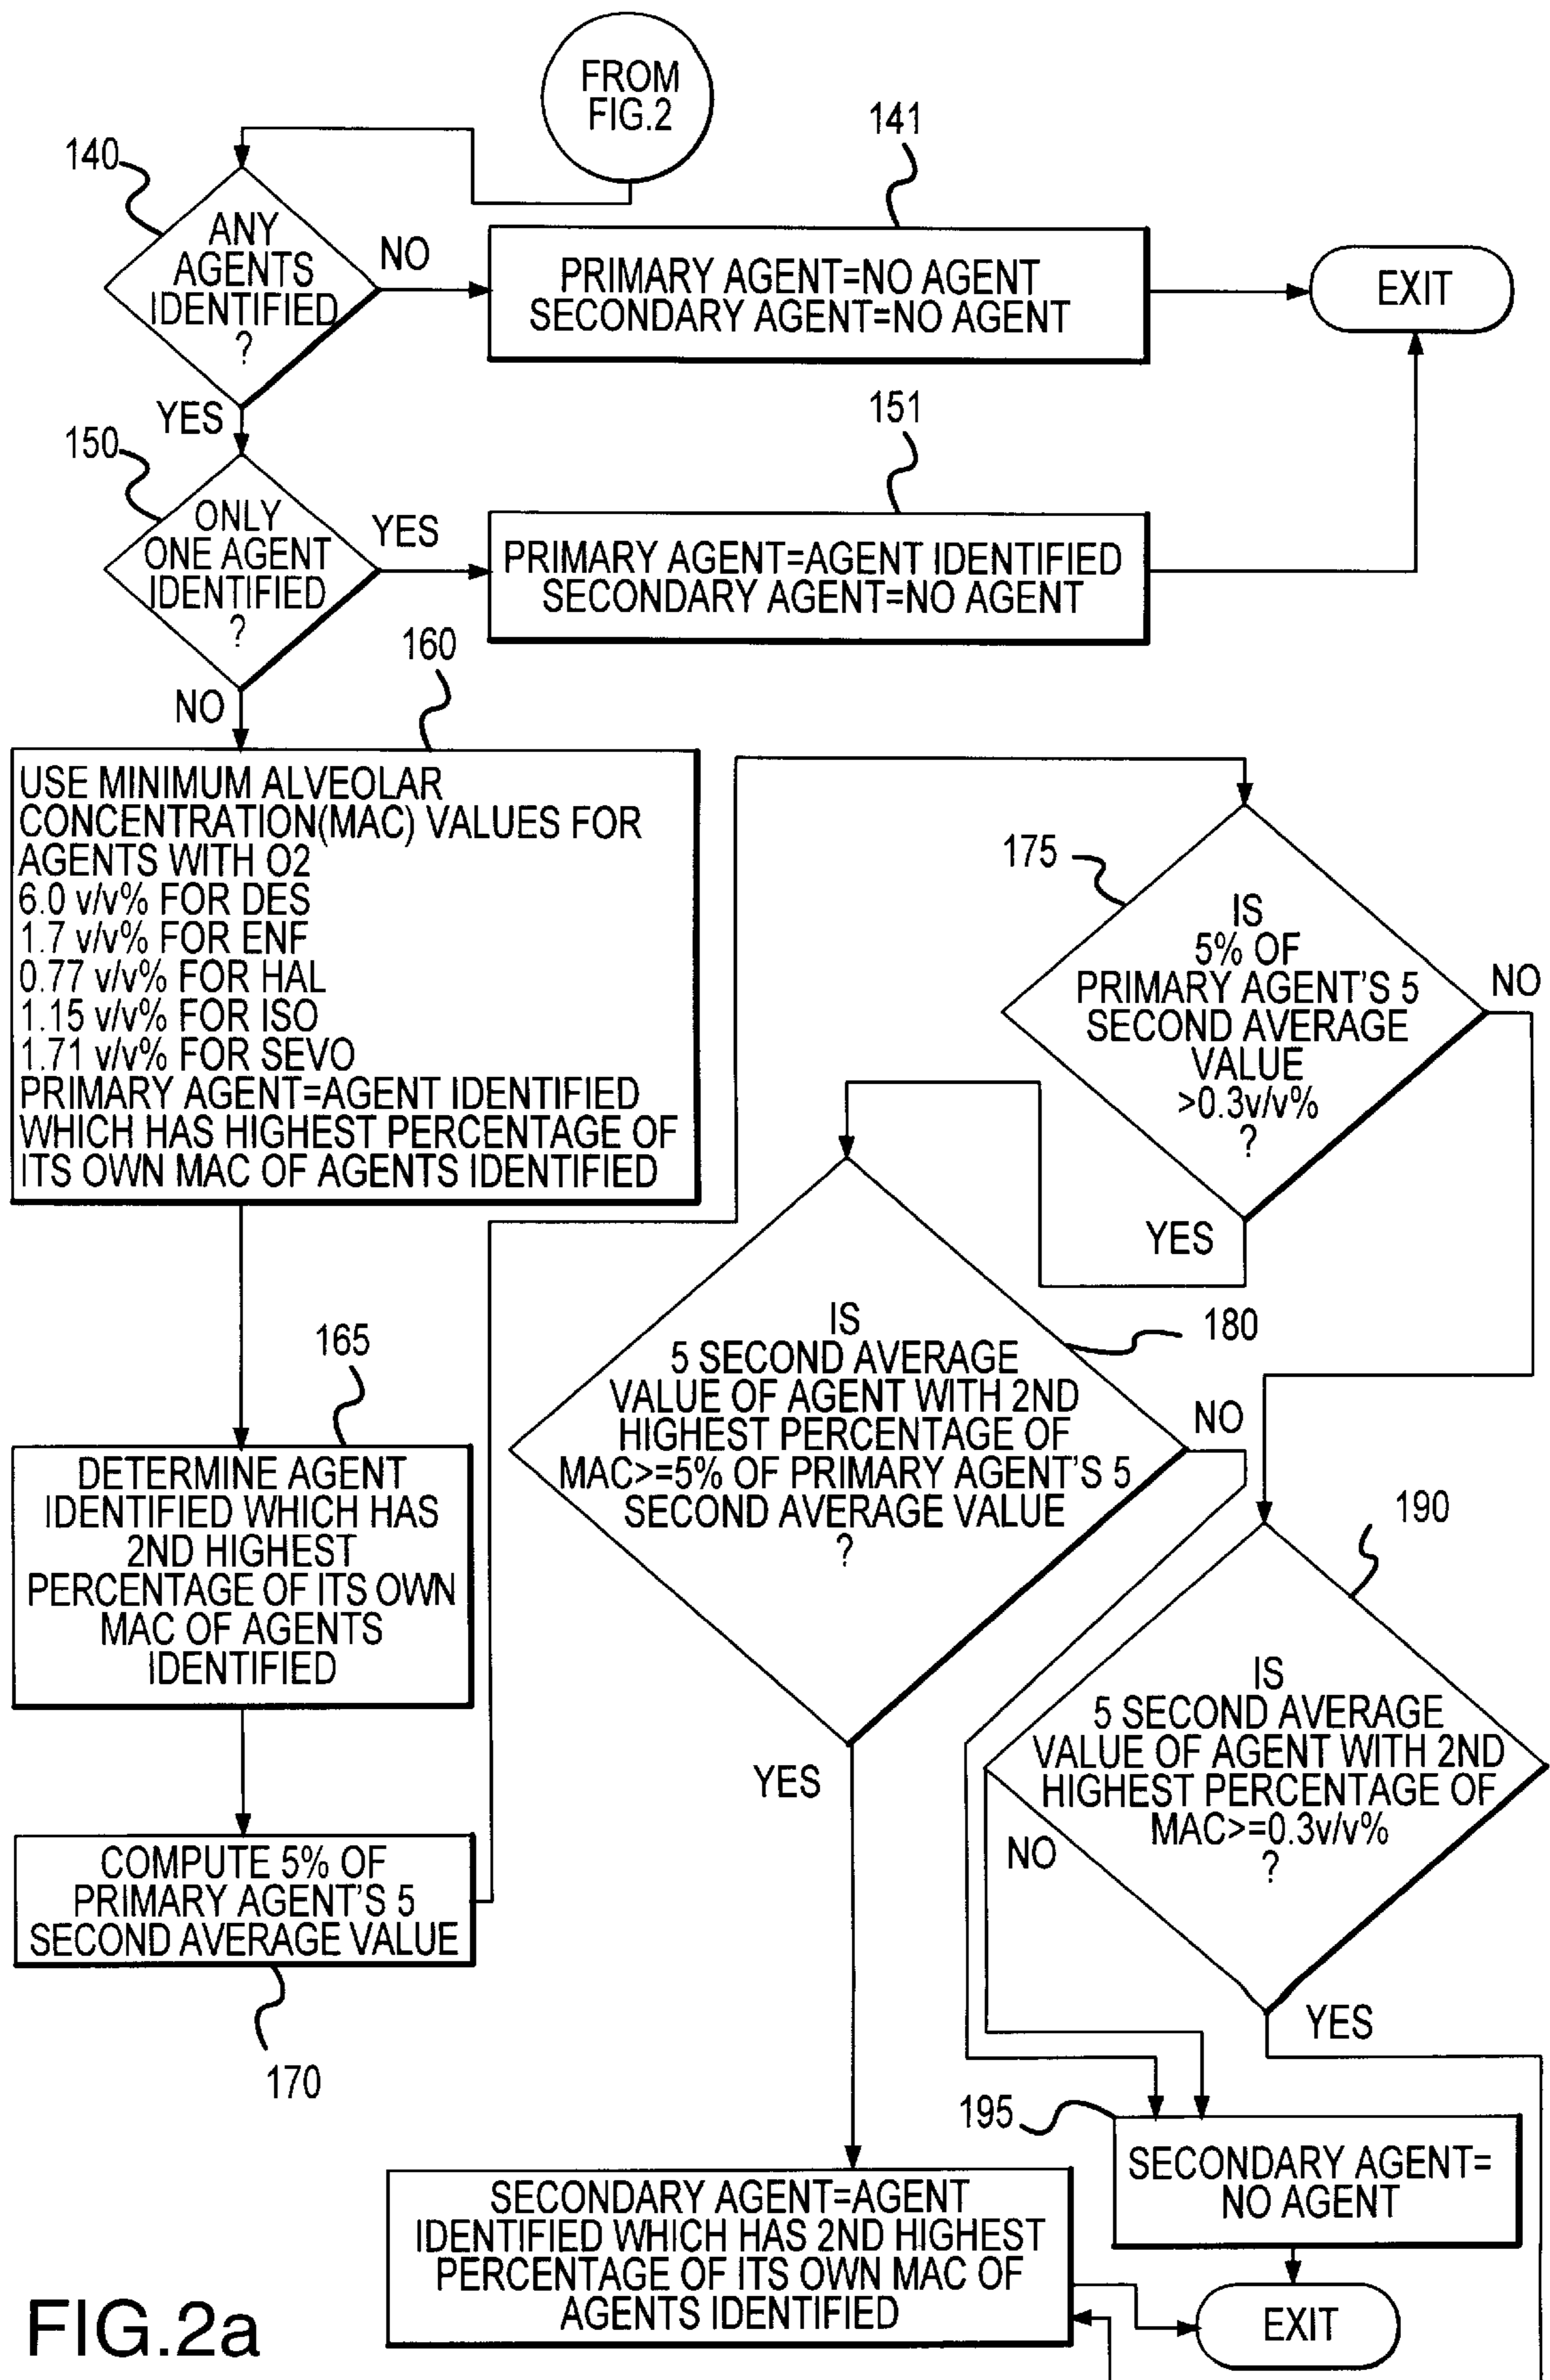 FROM
FIG.2
140
ANY
AGENTS
IDENTIFIED
?
NO
YES
141
PRIMARY AGENT=NO AGENT
SECONDARY AGENT=NO AGENT
EXIT
150
ONLY
ONE AGENT
IDENTIFIED
?
YES
NO
151
PRIMARY AGENT=AGENT IDENTIFIED
SECONDARY AGENT=NO AGENT
160
USE MINIMUM ALVEOLAR
CONCENTRATION(MAC) VALUES FOR
AGENTS WITH O2
6.0 v/v% FOR DES
1.7 v/v% FOR ENF
0.77 v/v% FOR HAL
1.15 v/v% FOR ISO
1.71 v/v% FOR SEVO
PRIMARY AGENT=AGENT IDENTIFIED
WHICH HAS HIGHEST PERCENTAGE OF
ITS OWN MAC OF AGENTS IDENTIFIED
165
DETERMINE AGENT
IDENTIFIED WHICH HAS
2ND HIGHEST
PERCENTAGE OF ITS OWN
MAC OF AGENTS
IDENTIFIED
COMPUTE 5% OF
PRIMARY AGENT'S 5
SECOND AVERAGE VALUE
170
175
IS
5% OF
PRIMARY AGENT'S 5
SECOND AVERAGE
VALUE
>0.3v/v%
?
NO
YES
180
IS
5 SECOND AVERAGE
VALUE OF AGENT WITH 2ND
HIGHEST PERCENTAGE OF
MAC>=5% OF PRIMARY AGENT'S 5
SECOND AVERAGE VALUE
?
NO
YES
190
IS
5 SECOND AVERAGE
VALUE OF AGENT WITH 2ND
HIGHEST PERCENTAGE OF
MAC>=0.3v/v%
?
NO
YES
195
SECONDARY AGENT=
NO AGENT
SECONDARY AGENT=AGENT
IDENTIFIED WHICH HAS 2ND HIGHEST
PERCENTAGE OF ITS OWN MAC OF
AGENTS IDENTIFIED
EXIT
FIG.2a